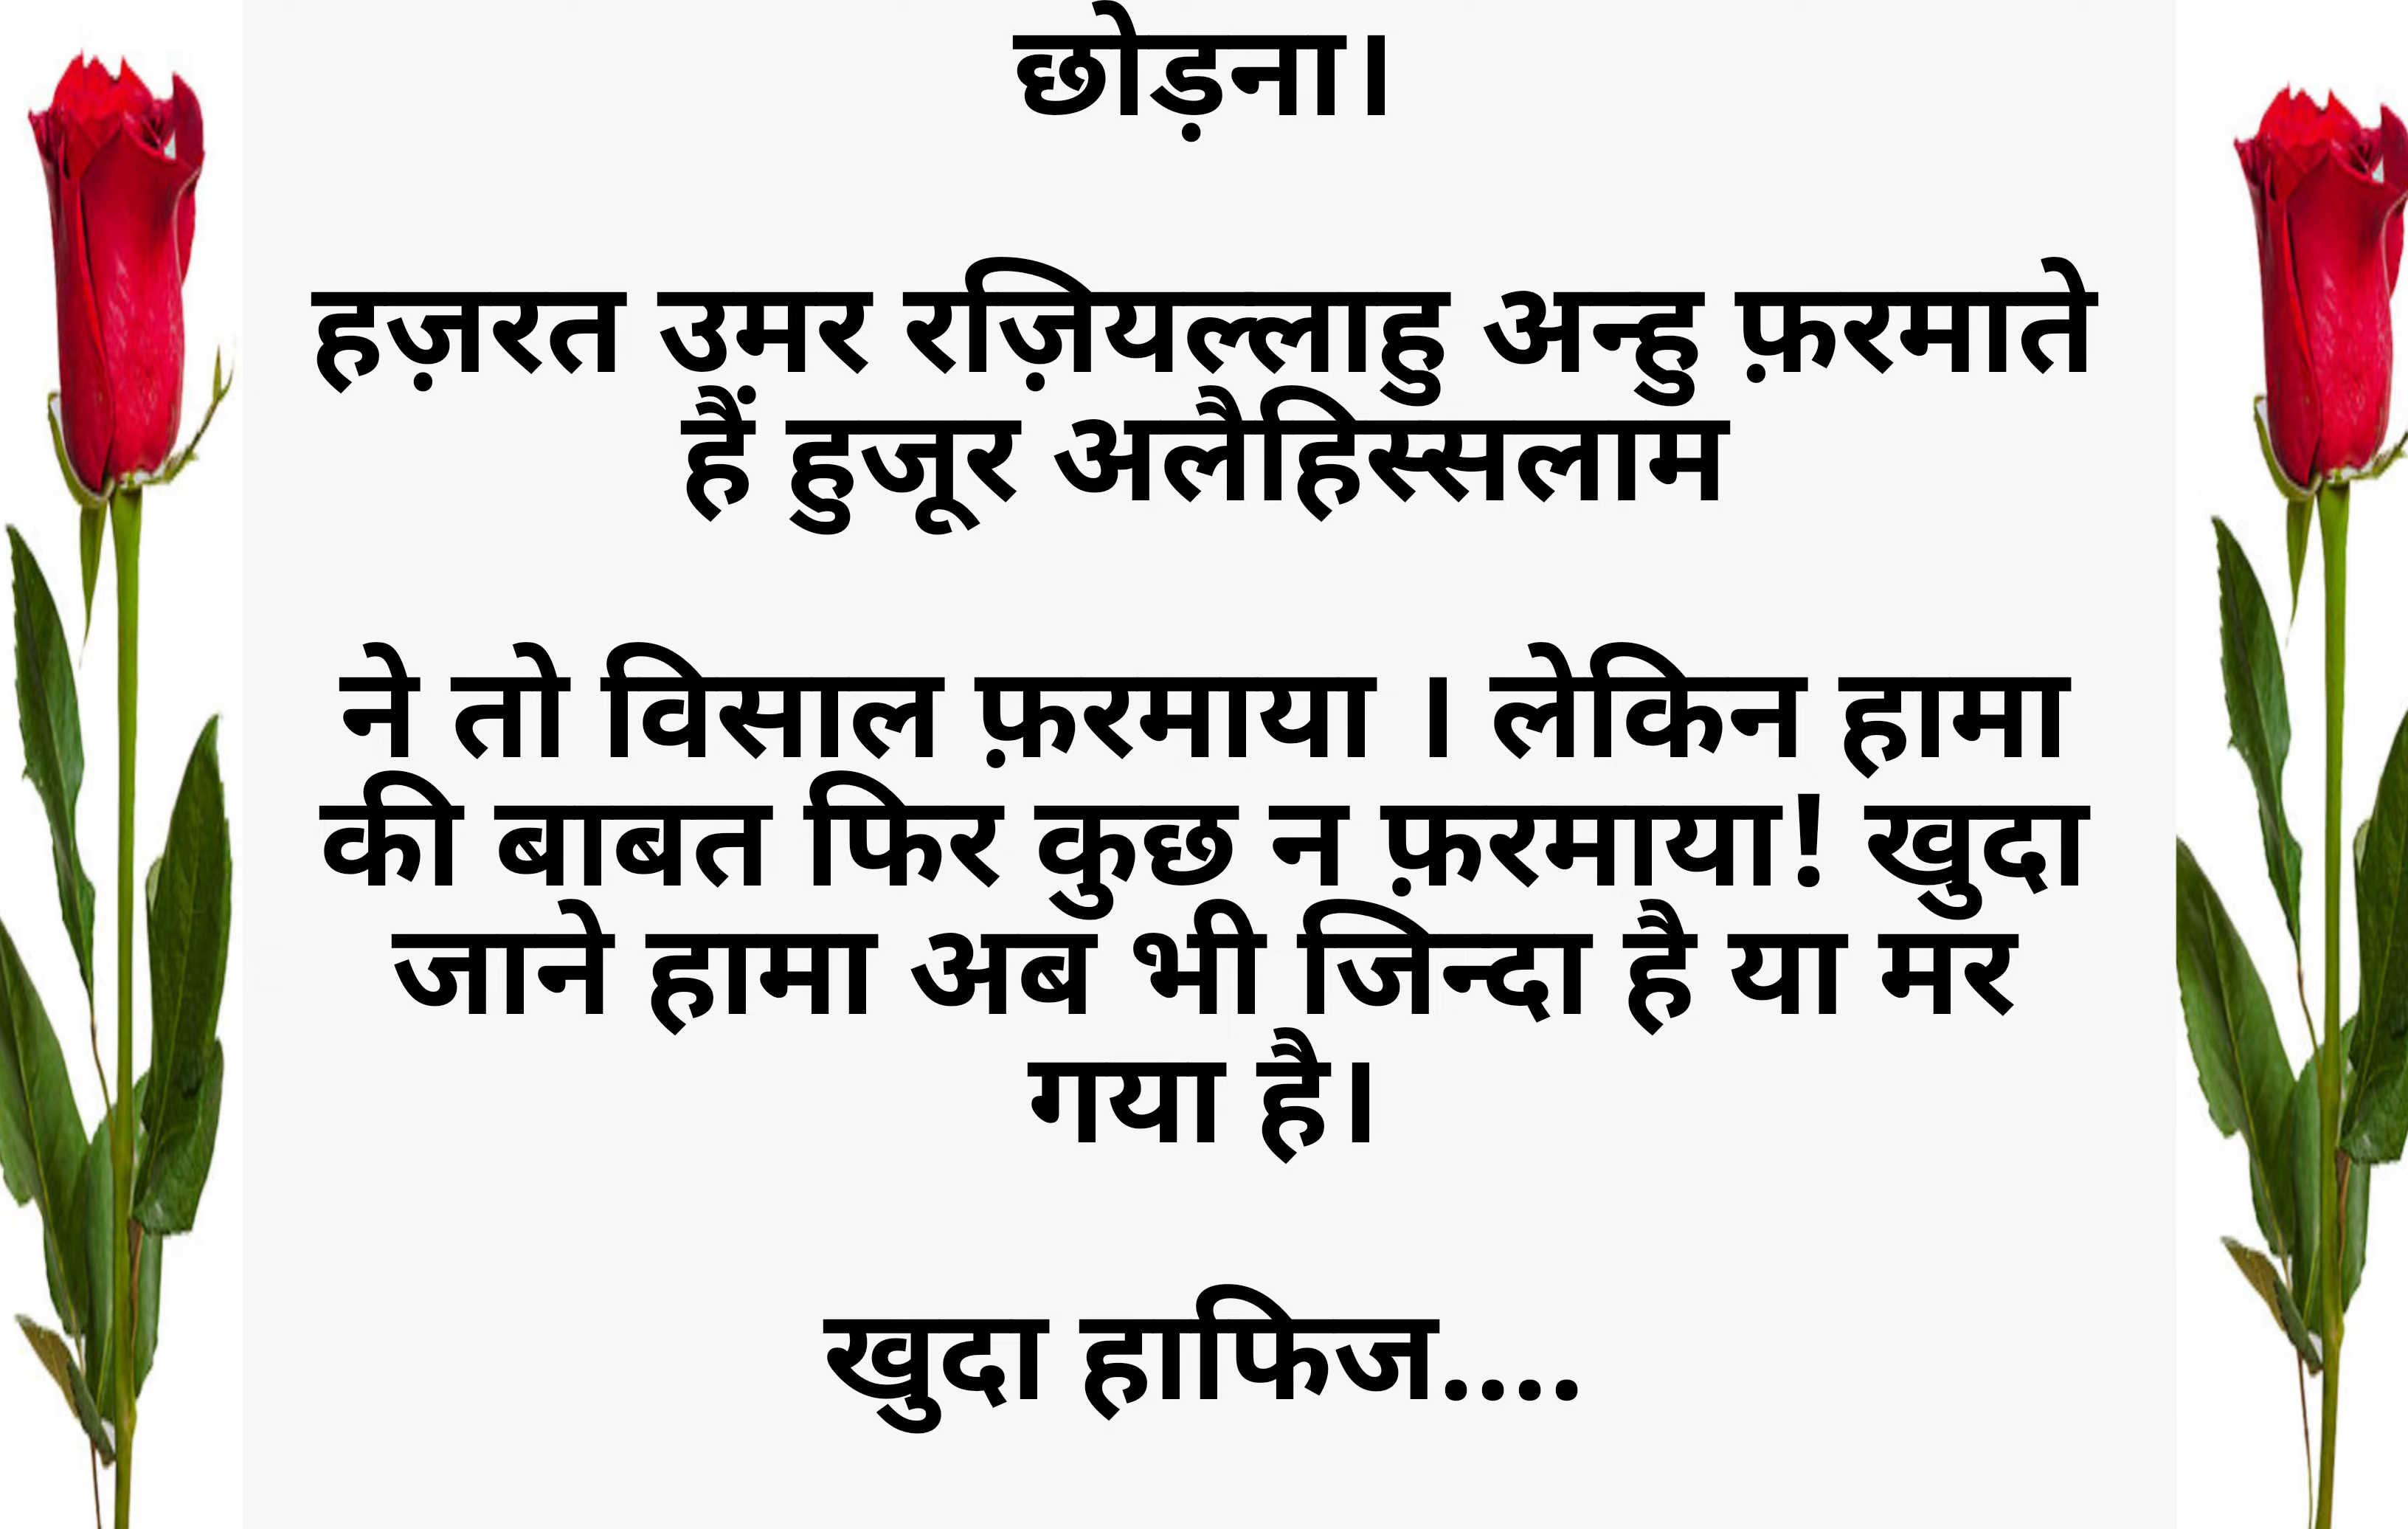 छोड़ना।
हज़रत उमर रज़ियल्लाहु अन्हु फ़रमाते
हैं हुजूर अलैहिस्सलाम
ने तो विसाल फ़रमाया । लेकिन हामा
की बाबत फिर कुछ न फ़रमाया! खुदा
जाने हामा अब भी जिन्दा है या मर
गया है।
खुदा हाफिज....